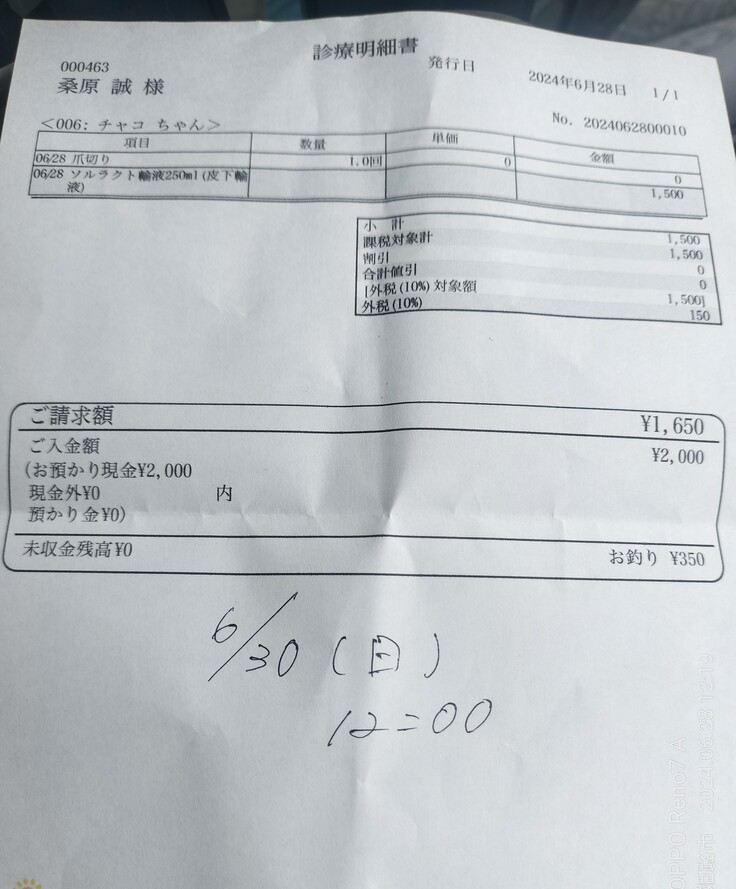 診療明細書
000463
桑原 誠 様
発行日 2024年6月28日 1/1
<006: チャコ ちゃん>
No. 2024062800010
項目 数量 単価 金額
06/28 爪切り 1.0回 0 0
06/28 ソルラクト輸液250ml(皮下輸 1,500
液)
小 計 1,500
課税対象計 1,500
割引 0
合計値引 0
[外税(10%)対象額 1,500]
外税(10%) 150
ご請求額 ¥1,650
ご入金額 ¥2,000
(お預かり現金¥2,000
現金外¥0 内
預かり金¥0)
未収金残高¥0 お釣り ¥350
6/30 (日)
12:00
OPPO Reno7 A
2024.06.28 13:19